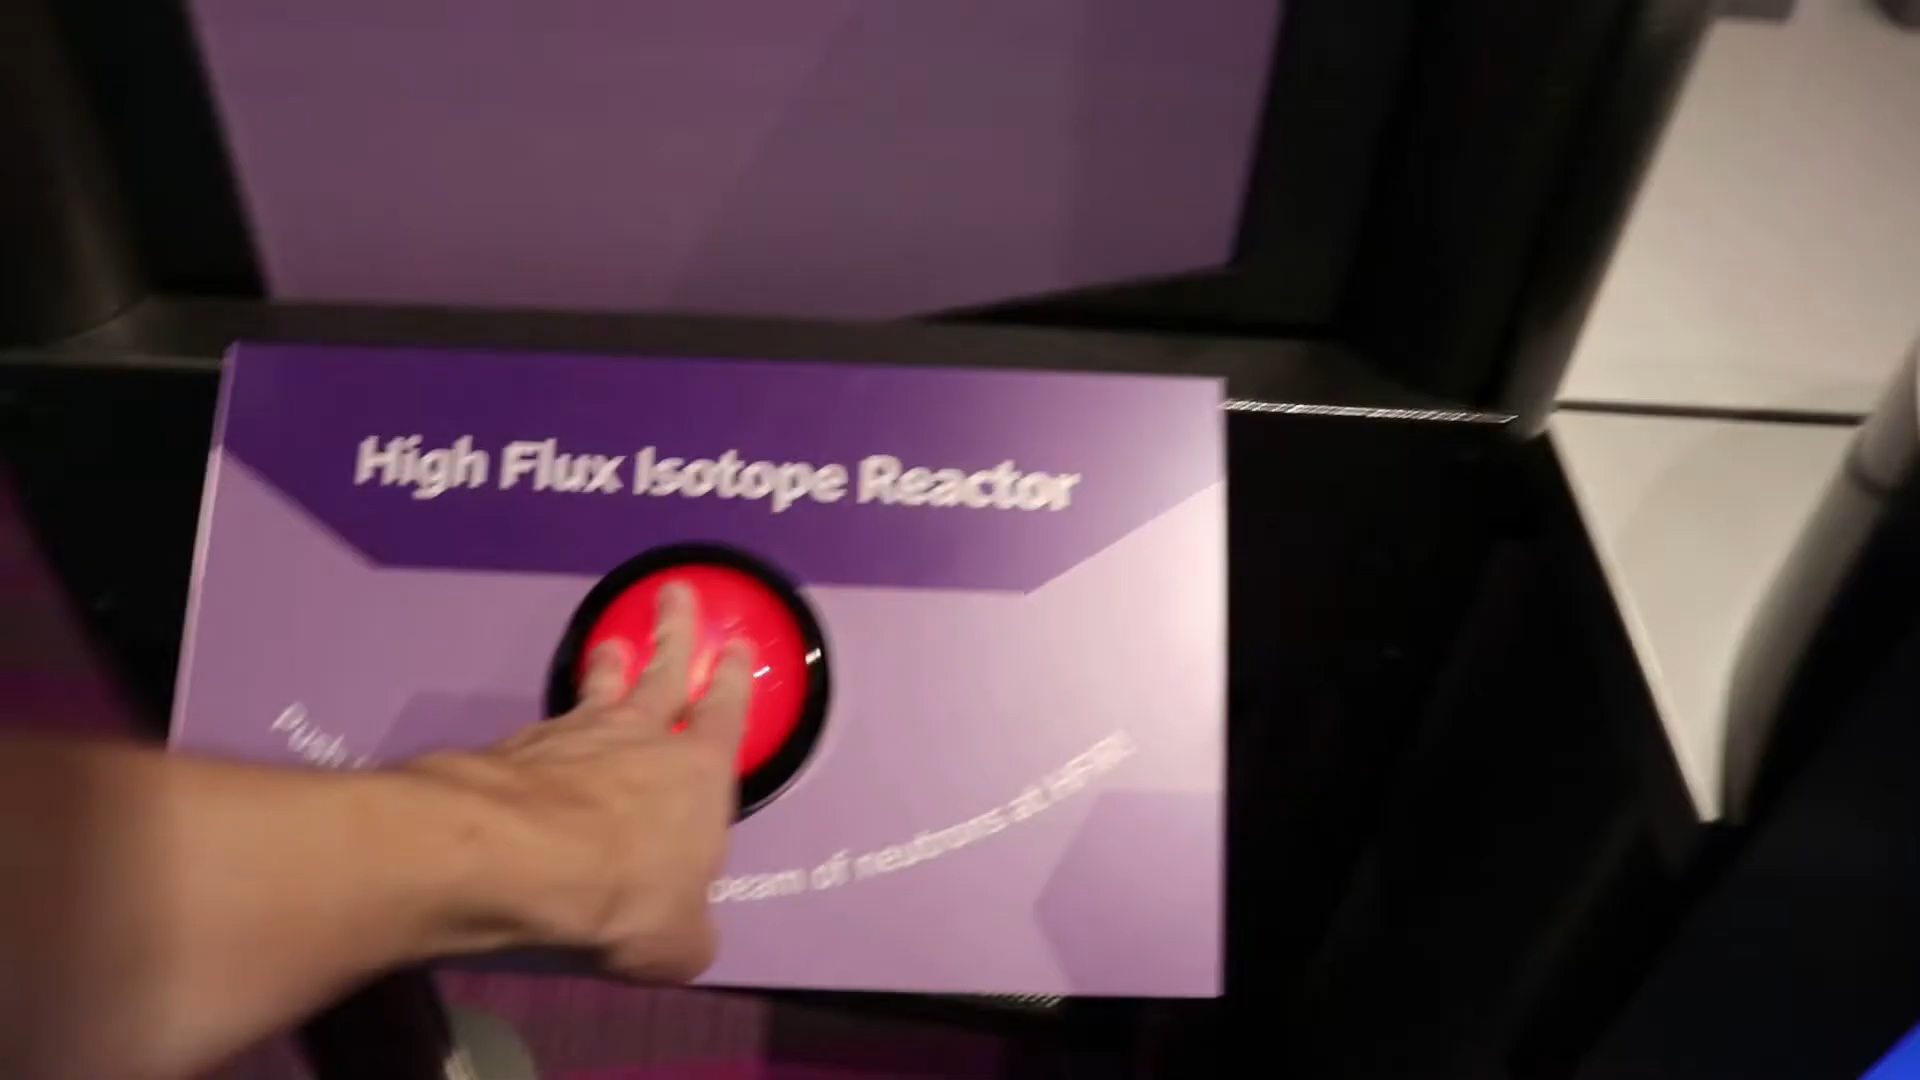 High Flux Isotope Reactor
Push
beam of neutrons at HFIR.